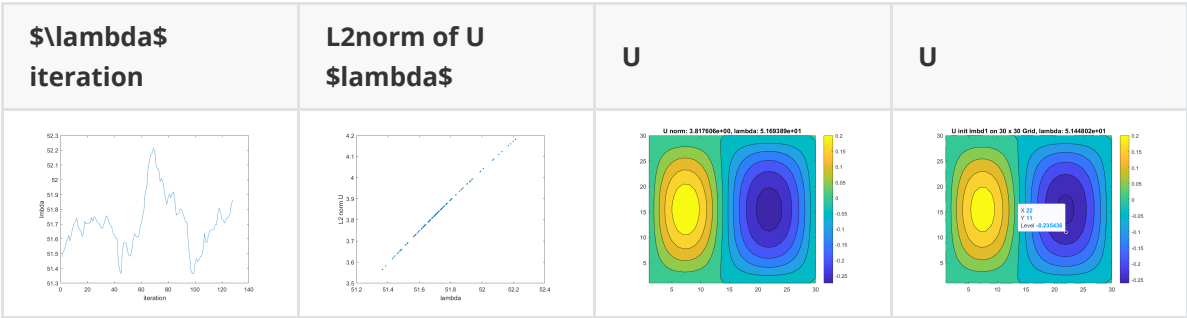 $\lambda$
iteration
L2norm of U
$lambda$
U
U
52.3
52.2
52.1
52
51.9
51.8
51.7
51.6
51.5
51.4
51.3
lmbda
0 20 40 60 80 100 120 140
iteration
4.2
4.1
4
3.9
3.8
3.7
3.6
3.5
L2 norm U
51.2 51.4 51.6 51.8 52 52.2 52.4
lambda
U norm: 3.817606e+00, lambda: 5.169389e+01
30
25
20
15
10
5
5 10 15 20 25 30
0.2
0.15
0.1
0.05
0
-0.05
-0.1
-0.15
-0.2
-0.25
U init lmbd1 on 30 x 30 Grid, lambda: 5.144802e+01
30
25
20
15
10
5
5 10 15 20 25 30
X 22
Y 11
Level -0.235436
0.2
0.15
0.1
0.05
0
-0.05
-0.1
-0.15
-0.2
-0.25